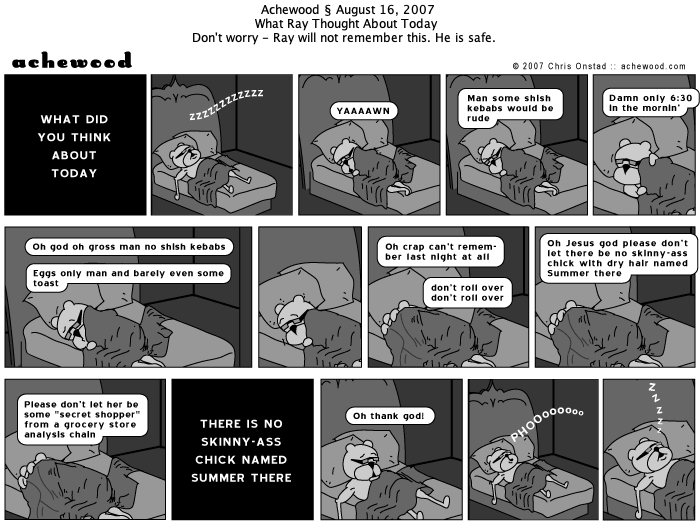 Achewood § August 16, 2007
What Ray Thought About Today
Don't worry – Ray will not remember this. He is safe.
achewood
© 2007 Chris Onstad :: achewood.com
WHAT DID
YOU THINK
ABOUT
TODAY
ZZZZZZZZZZZZ
YAAAAWN
Man some shish
kebabs would be
rude
Damn only 6:30
in the mornin'
Oh god oh gross man no shish kebabs
Eggs only man and barely even some
toast
Oh crap can't remem-
ber last night at all
don't roll over
don't roll over
Oh Jesus god please don't
let there be no skinny-ass
chick with dry hair named
Summer there
Please don't let her be
some "secret shopper"
from a grocery store
analysis chain
THERE IS NO
SKINNY-ASS
CHICK NAMED
SUMMER THERE
Oh thank god!
PHOOooooooo
Z
Z
Z
Z
Z